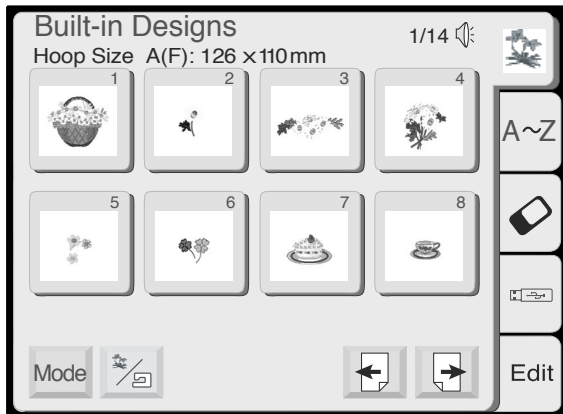 Built-in Designs
1/14
Hoop Size A(F): 126 ×110 mm
1 2 3 4
A~Z
5 6 7 8
Mode
Edit